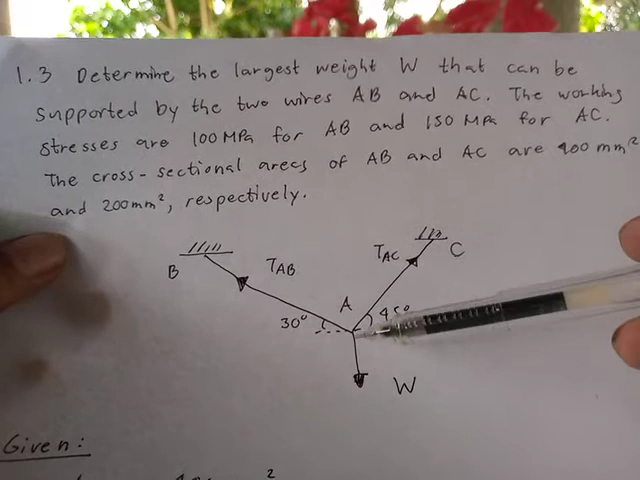 1.3 Determine the largest weight W that can be
supported by the two wires AB and AC. The working
stresses are 100 MPa for AB and 150 MPa for AC.
The cross-sectional areas of AB and AC are 400 mm²
and 200mm², respectively.
B
TAB
TAC
C
A
30°
45°
W
Given:
2